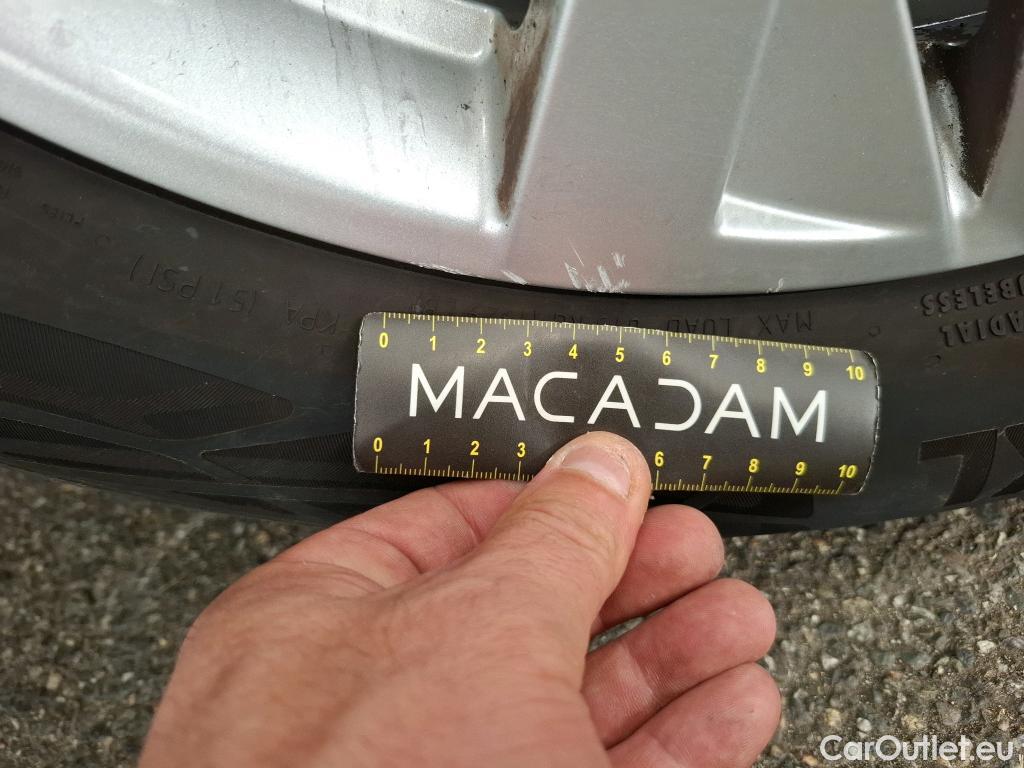 KPA (51 PSI)
MAX LOAD
TUBELESS
RADIAL
0 1 2 3 4 5 6 7 8 9 10
MACADAM
0 1 2 3 6 7 8 9 10
CarOutlet.eu